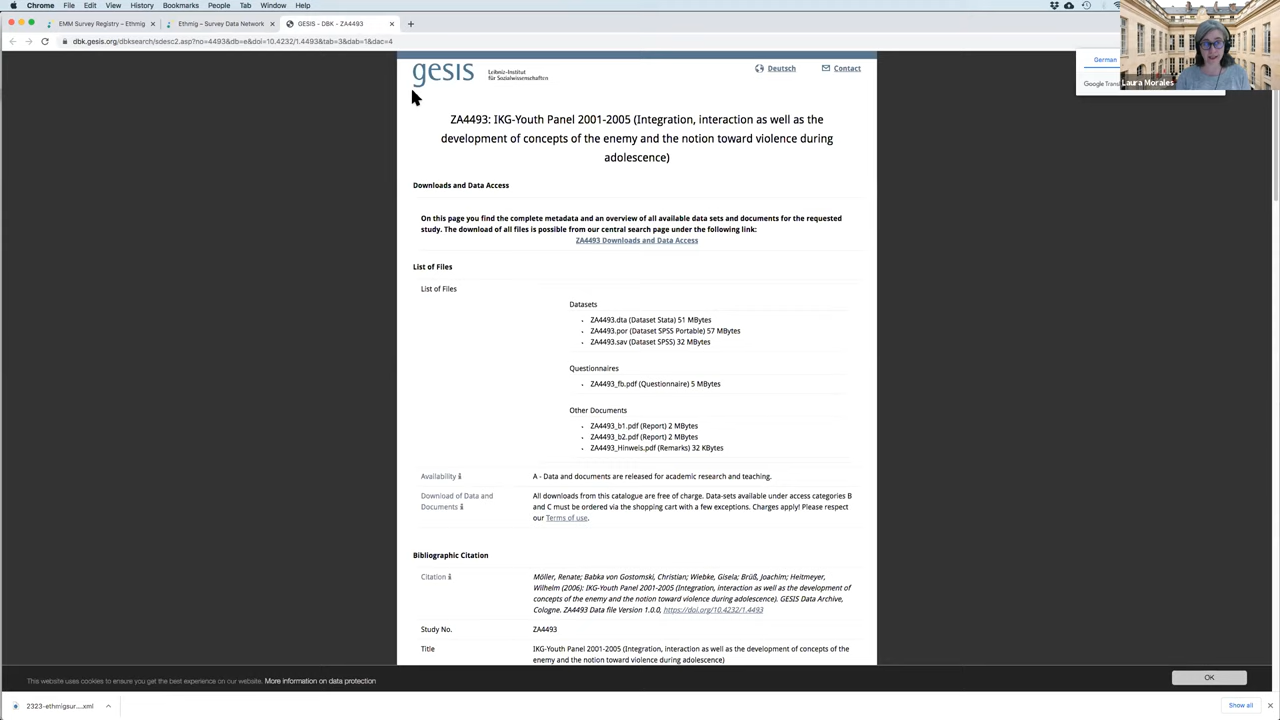 Chrome File Edit View History Bookmarks People Tab Window Help
EMM Survey Registry – Ethmig
Ethmig – Survey Data Network
GESIS - DBK - ZA4493
dbk.gesis.org/dbksearch/sdesc2.asp?no=4493&db=e&doi=10.4232/1.4493&tab=3&dab=1&dac=4
German
Google Trans
Laura Morales
gesis
Leibniz-Institut
für Sozialwissenschaften
Deutsch
Contact
ZA4493: IKG-Youth Panel 2001-2005 (Integration, interaction as well as the
development of concepts of the enemy and the notion toward violence during
adolescence)
Downloads and Data Access
On this page you find the complete metadata and an overview of all available data sets and documents for the requested
study. The download of all files is possible from our central search page under the following link:
ZA4493 Downloads and Data Access
List of Files
List of Files
Datasets
ZA4493.dta (Dataset Stata) 51 MBytes
ZA4493.por (Dataset SPSS Portable) 57 MBytes
ZA4493.sav (Dataset SPSS) 32 MBytes
Questionnaires
ZA4493_fb.pdf (Questionnaire) 5 MBytes
Other Documents
ZA4493_b1.pdf (Report) 2 MBytes
ZA4493_b2.pdf (Report) 2 MBytes
ZA4493_Hinweis.pdf (Remarks) 32 KBytes
Availability
A - Data and documents are released for academic research and teaching.
Download of Data and
Documents
All downloads from this catalogue are free of charge. Data-sets available under access categories B
and C must be ordered via the shopping cart with a few exceptions. Charges apply! Please respect
our Terms of use.
Bibliographic Citation
Citation
Möller, Renate; Babka von Gostomski, Christian; Wiebke, Gisela; Brüß, Joachim; Heitmeyer,
Wilhelm (2006): IKG-Youth Panel 2001-2005 (Integration, interaction as well as the development of
concepts of the enemy and the notion toward violence during adolescence). GESIS Data Archive,
Cologne. ZA4493 Data file Version 1.0.0, https://doi.org/10.4232/1.4493
Study No.
ZA4493
Title
IKG-Youth Panel 2001-2005 (Integration, interaction as well as the development of concepts of the
enemy and the notion toward violence during adolescence)
This website uses cookies to ensure you get the best experience on our website. More information on data protection
OK
2323-ethmigsur....xml
Show all